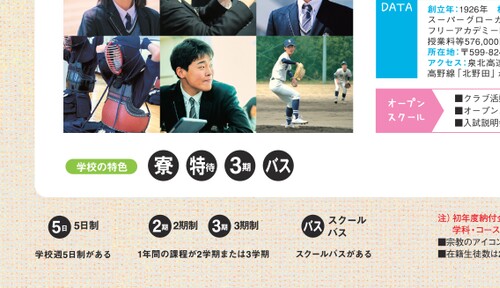 DATA
創立年：1926年
スーパーグローカ
フリーアカデミー
授業料等576,000
所在地：〒599-82
アクセス：泉北高速
高野線「北野田」
オープン
スクール
■クラブ活
■オープン
■入試説明
学校の特色
寮
特待
3期
バス
5日 5日制
学校週5日制がある
2期 2期制 3期 3期制
1年間の課程が2学期または3学期
バス スクール
バス
スクールバスがある
注）初年度納付金
学科・コース
■宗教のアイコン
■在籍生徒数は2